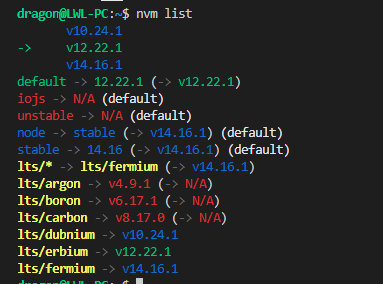 dragon@LWL-PC:~$ nvm list
v10.24.1
-> v12.22.1
v14.16.1
default -> 12.22.1 (-> v12.22.1)
iojs -> N/A (default)
unstable -> N/A (default)
node -> stable (-> v14.16.1) (default)
stable -> 14.16 (-> v14.16.1) (default)
lts/* -> lts/fermium (-> v14.16.1)
lts/argon -> v4.9.1 (-> N/A)
lts/boron -> v6.17.1 (-> N/A)
lts/carbon -> v8.17.0 (-> N/A)
lts/dubnium -> v10.24.1
lts/erbium -> v12.22.1
lts/fermium -> v14.16.1